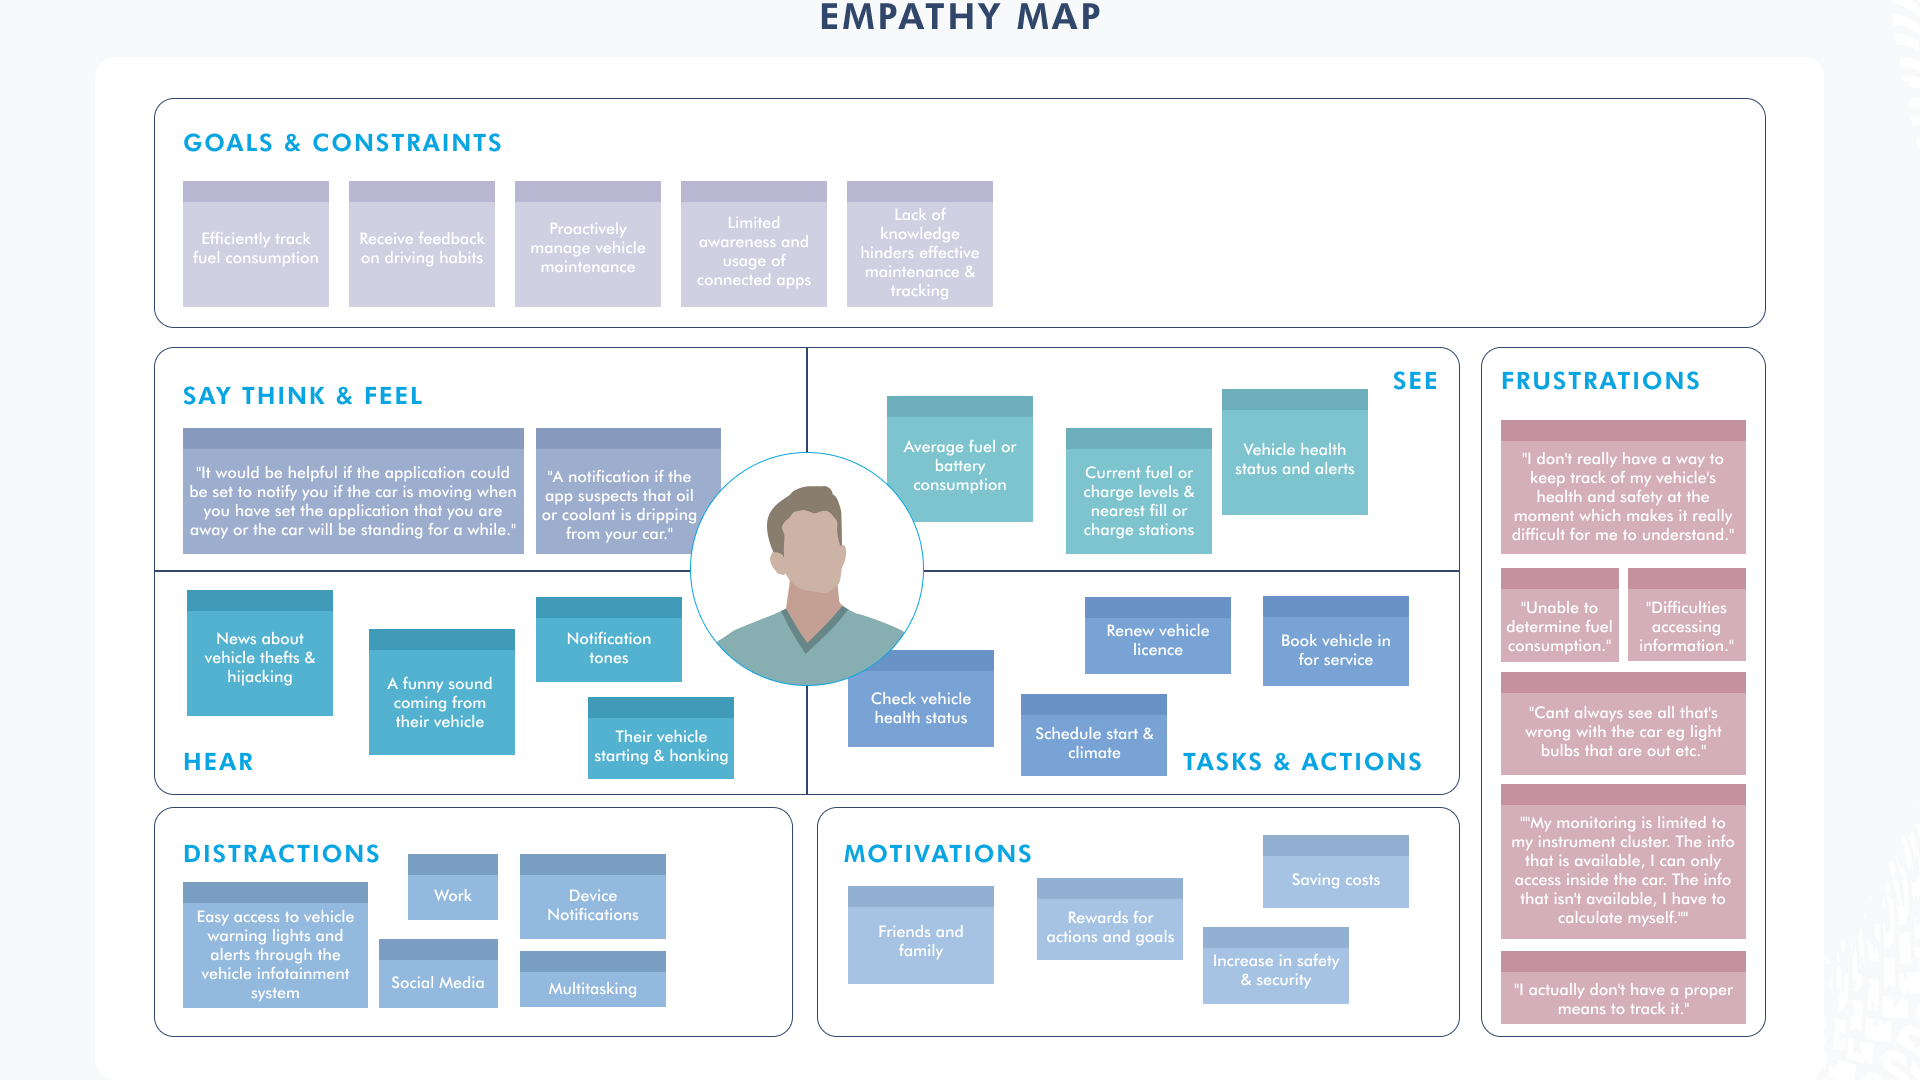 EMPATHY MAP
GOALS & CONSTRAINTS
Efficiently track
fuel consumption
Receive feedback
on driving habits
Proactively
manage vehicle
maintenance
Limited
awareness and
usage of
connected apps
Lack of
knowledge
hinders effective
maintenance &
tracking
SAY THINK & FEEL
"It would be helpful if the application could
be set to notify you if the car is moving when
you have set the application that you are
away or the car will be standing for a while."
"A notification if the
app suspects that oil
or coolant is dripping
from your car."
SEE
Average fuel or
battery
consumption
Current fuel or
charge levels &
nearest fill or
charge stations
Vehicle health
status and alerts
HEAR
News about
vehicle thefts &
hijacking
A funny sound
coming from
their vehicle
Notification
tones
Their vehicle
starting & honking
TASKS & ACTIONS
Check vehicle
health status
Schedule start &
climate
Renew vehicle
licence
Book vehicle in
for service
FRUSTRATIONS
"I don't really have a way to
keep track of my vehicle's
health and safety at the
moment which makes it really
difficult for me to understand."
"Unable to
determine fuel
consumption."
"Difficulties
accessing
information."
"Cant always see all that's
wrong with the car eg light
bulbs that are out etc."
""My monitoring is limited to
my instrument cluster. The info
that is available, I can only
access inside the car. The info
that isn't available, I have to
calculate myself.""
"I actually don't have a proper
means to track it."
DISTRACTIONS
Easy access to vehicle
warning lights and
alerts through the
vehicle infotainment
system
Work
Social Media
Device
Notifications
Multitasking
MOTIVATIONS
Friends and
family
Rewards for
actions and goals
Saving costs
Increase in safety
& security